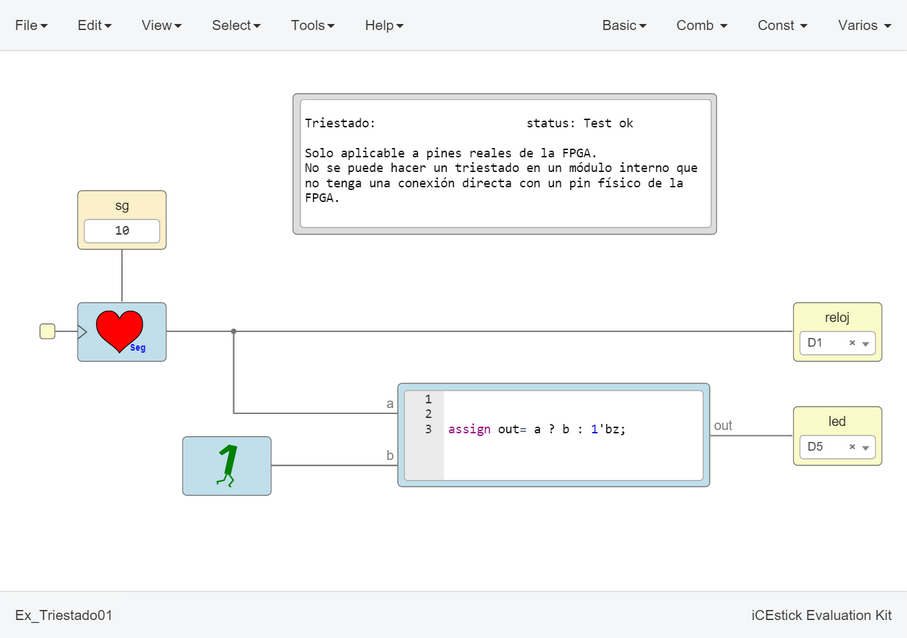 File Edit View Select Tools Help Basic Comb Const Varios
Triestado: status: Test ok
Solo aplicable a pines reales de la FPGA.
No se puede hacer un triestado en un módulo interno que
no tenga una conexión directa con un pin físico de la
FPGA.
sg
10
Seg
reloj
D1 ×
a
1
2
3 assign out= a ? b : 1'bz;
b
1
out
led
D5 ×
Ex_Triestado01 iCEstick Evaluation Kit